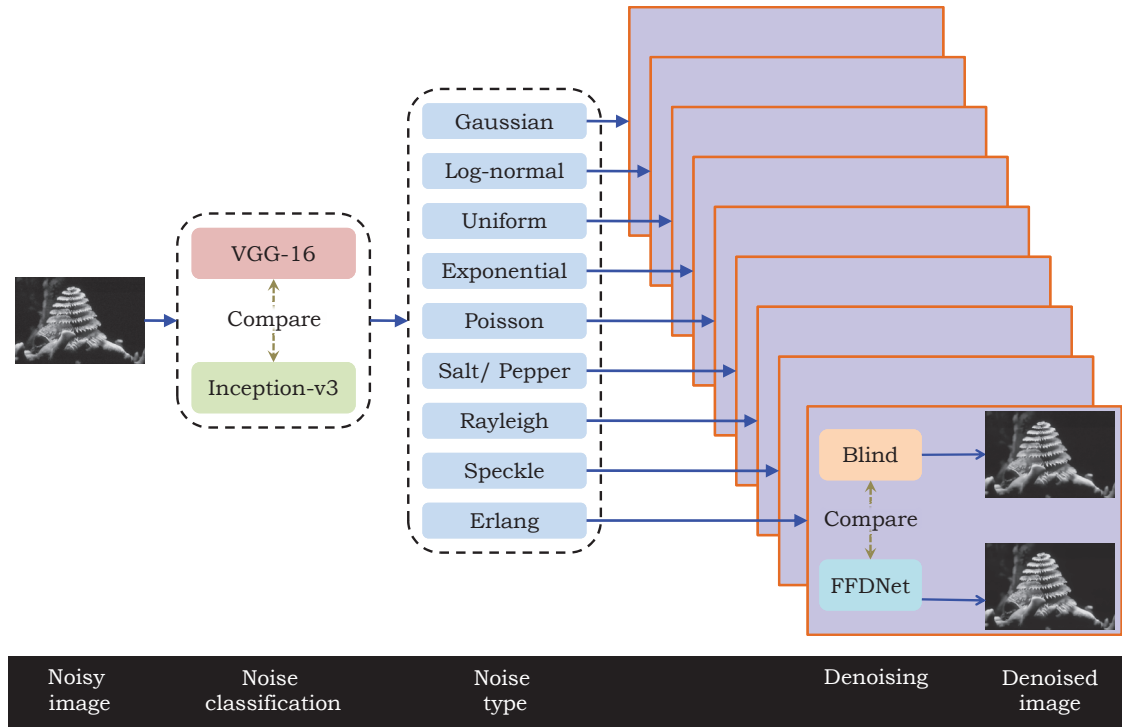 VGG-16
Compare
Inception-v3
Gaussian
Log-normal
Uniform
Exponential
Poisson
Salt/ Pepper
Rayleigh
Speckle
Erlang
Blind
Compare
FFDNet
Noisy
image
Noise
classification
Noise
type
Denoising
Denoised
image